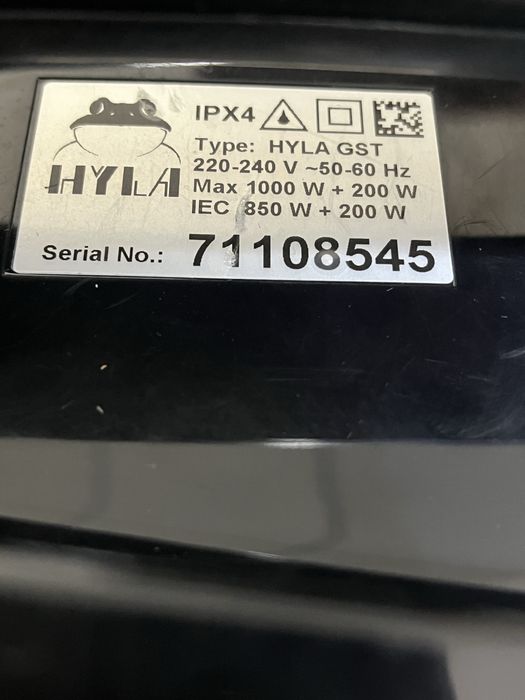 HYLA
IPX4
Type: HYLA GST
220-240 V ~50-60 Hz
Max 1000 W + 200 W
IEC 850 W + 200 W
Serial No.: 71108545